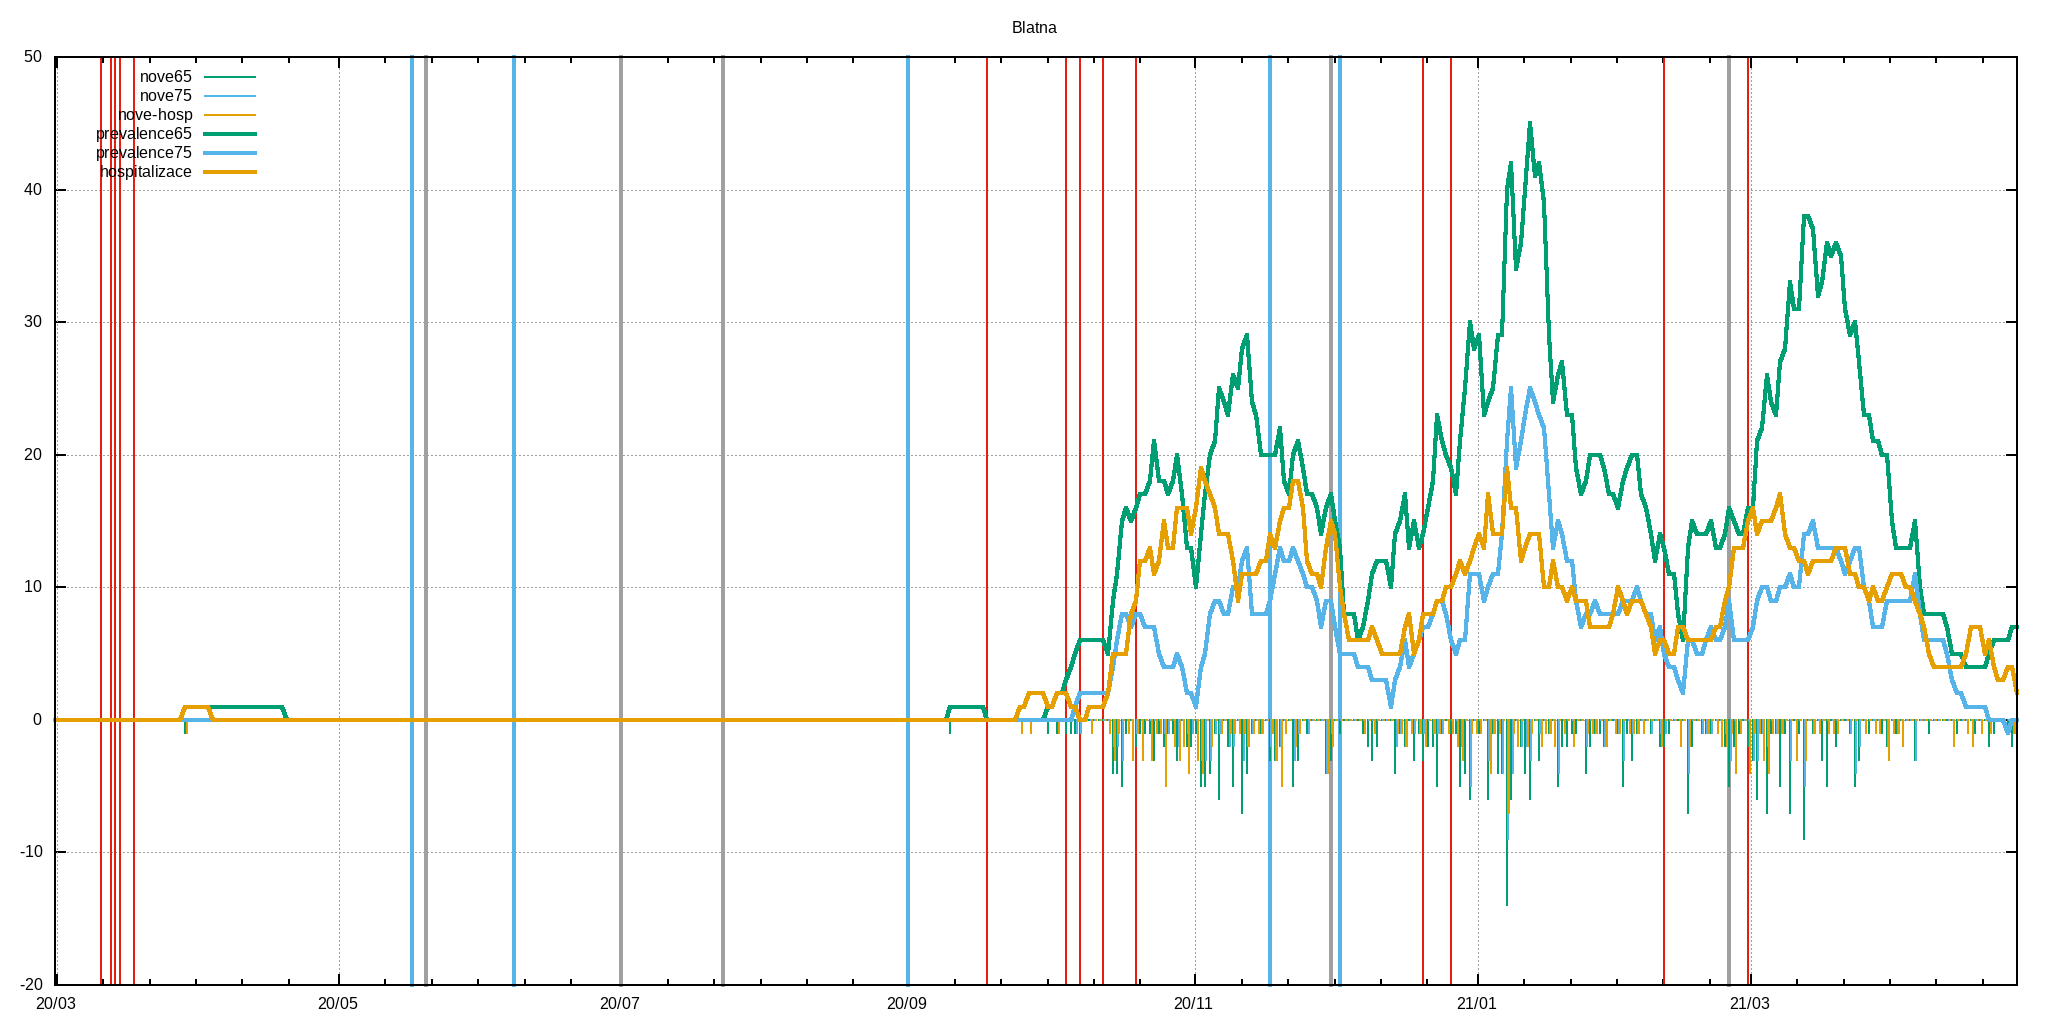 Blatna
50
nove65
nove75
nove-hosp
prevalence65
prevalence75
hospitalizace
40
30
20
10
0
-10
-20
20/03 20/05 20/07 20/09 20/11 21/01 21/03